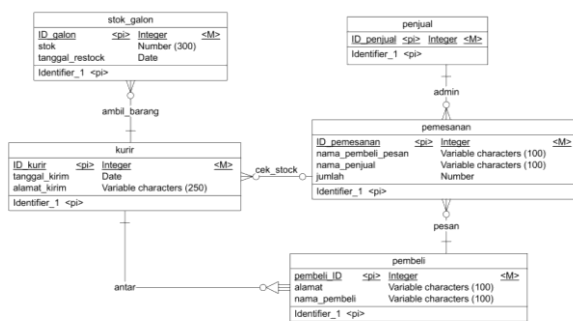 stok_galon
ID_galon <pi> Integer <M>
stok Number (300)
tanggal_restock Date
Identifier_1 <pi>
penjual
ID_penjual <pi> Integer <M>
Identifier_1 <pi>
ambil_barang
admin
kurir
ID_kurir <pi> Integer <M>
tanggal_kirim Date
alamat_kirim Variable characters (250)
Identifier_1 <pi>
cek_stock
pemesanan
ID_pemesanan <pi> Integer <M>
nama_pembeli_pesan Variable characters (100)
nama_penjual Variable characters (100)
jumlah Number
Identifier_1 <pi>
pesan
antar
pembeli
pembeli_ID <pi> Integer <M>
alamat Variable characters (100)
nama_pembeli Variable characters (100)
Identifier_1 <pi>